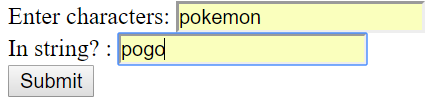 Enter characters: pokemon
In string? : pogo
Submit